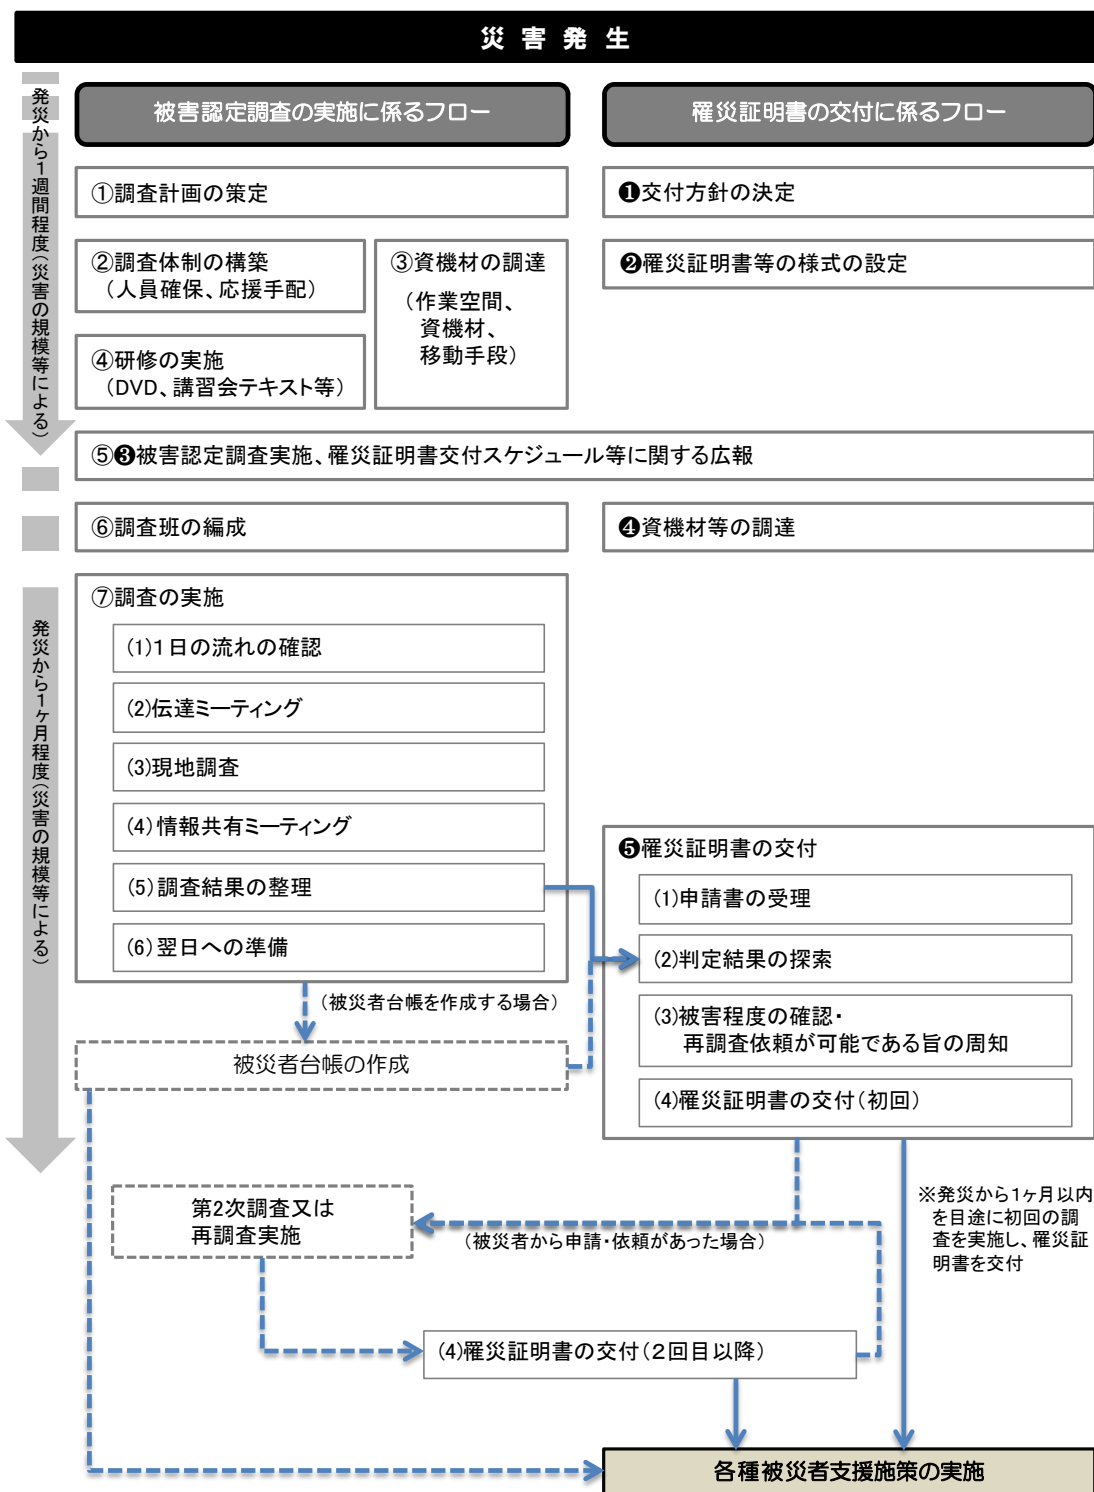 災害発生
発災から１週間程度（災害の規模等による）
被害認定調査の実施に係るフロー
罹災証明書の交付に係るフロー
①調査計画の策定
❶交付方針の決定
②調査体制の構築
（人員確保、応援手配）
③資機材の調達
（作業空間、
資機材、
移動手段）
❷罹災証明書等の様式の設定
④研修の実施
（DVD、講習会テキスト等）
⑤❸被害認定調査実施、罹災証明書交付スケジュール等に関する広報
⑥調査班の編成
❹資機材等の調達
発災から１ヶ月程度（災害の規模等による）
⑦調査の実施
(1)１日の流れの確認
(2)伝達ミーティング
(3)現地調査
(4)情報共有ミーティング
(5)調査結果の整理
(6)翌日への準備
❺罹災証明書の交付
(1)申請書の受理
(2)判定結果の探索
(3)被害程度の確認・
再調査依頼が可能である旨の周知
(4)罹災証明書の交付（初回）
（被災者台帳を作成する場合）
被災者台帳の作成
第2次調査又は
再調査実施
（被災者から申請・依頼があった場合）
※発災から1ヶ月以内
を目途に初回の調
査を実施し、罹災証
明書を交付
(4)罹災証明書の交付（２回目以降）
各種被災者支援施策の実施